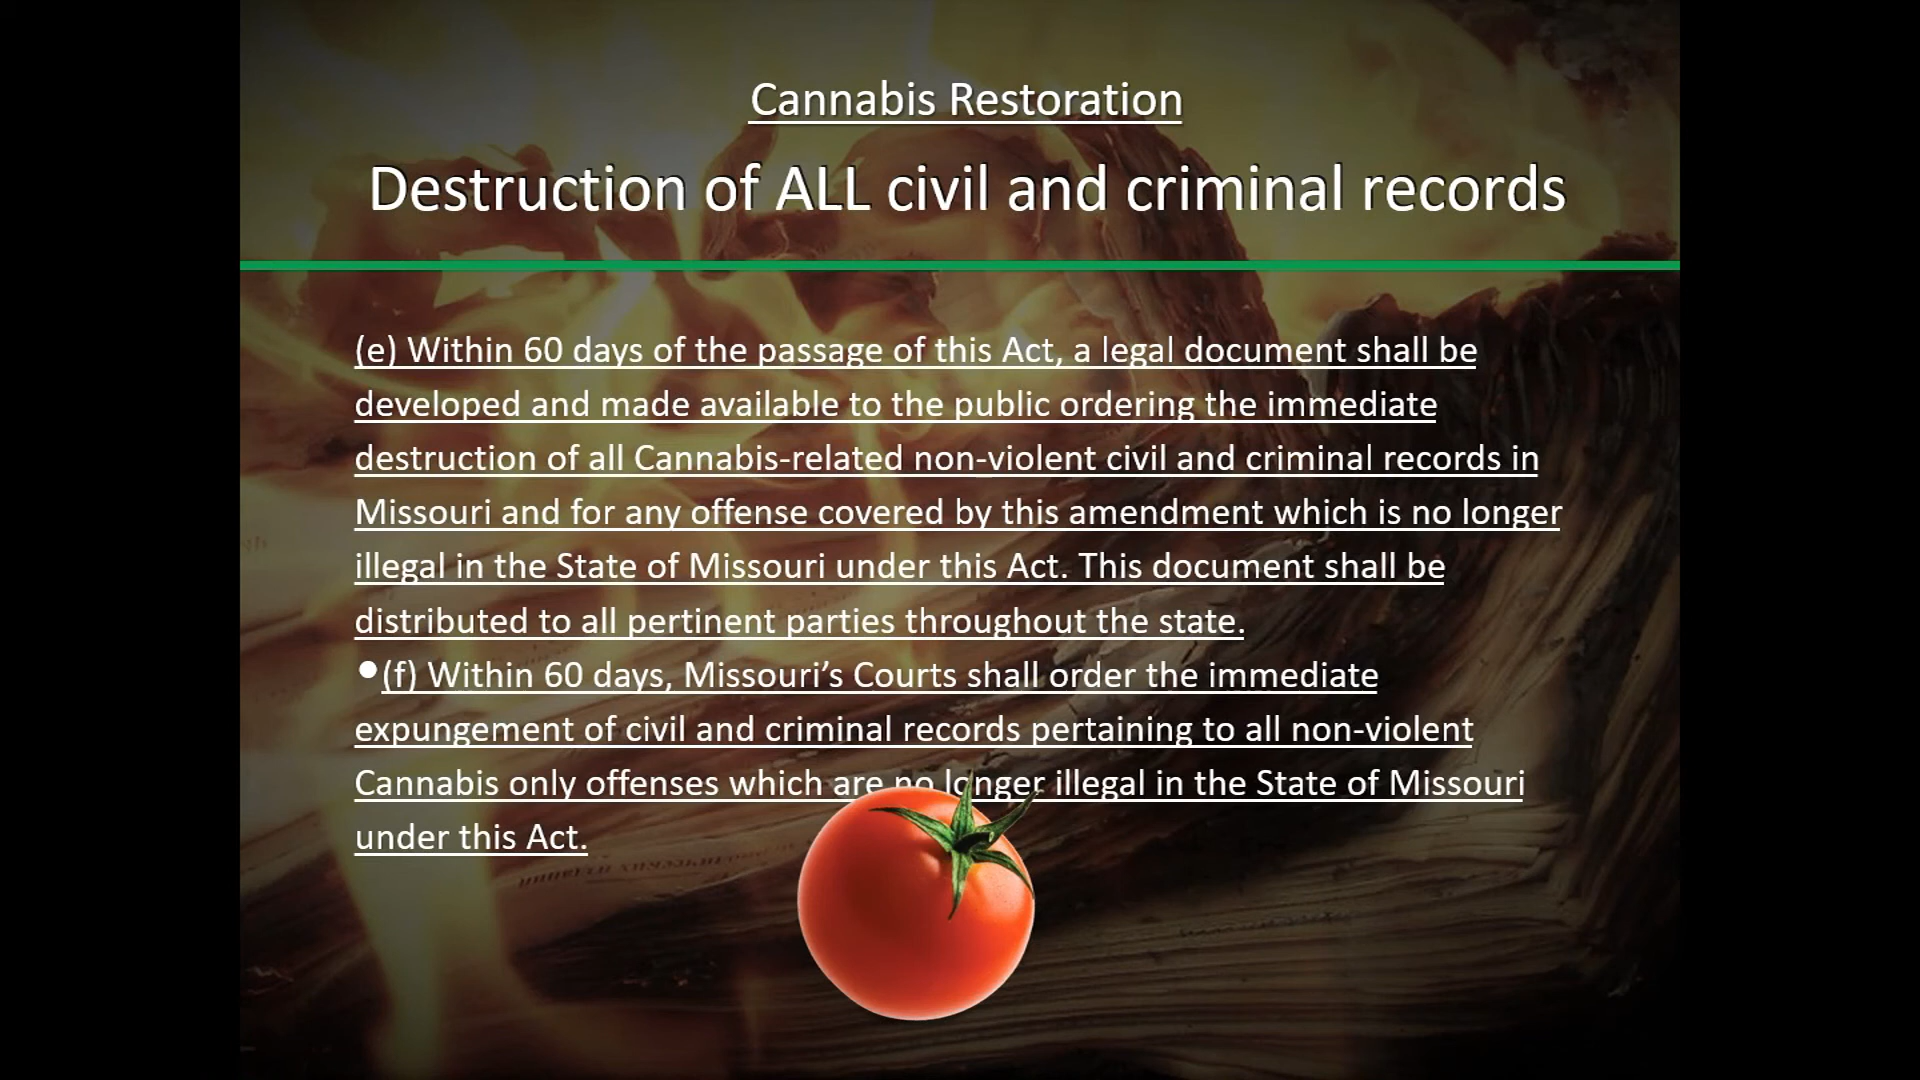 Cannabis Restoration
Destruction of ALL civil and criminal records
(e) Within 60 days of the passage of this Act, a legal document shall be
developed and made available to the public ordering the immediate
destruction of all Cannabis-related non-violent civil and criminal records in
Missouri and for any offense covered by this amendment which is no longer
illegal in the State of Missouri under this Act. This document shall be
distributed to all pertinent parties throughout the state.
•(f) Within 60 days, Missouri’s Courts shall order the immediate
expungement of civil and criminal records pertaining to all non-violent
Cannabis only offenses which are no longer illegal in the State of Missouri
under this Act.